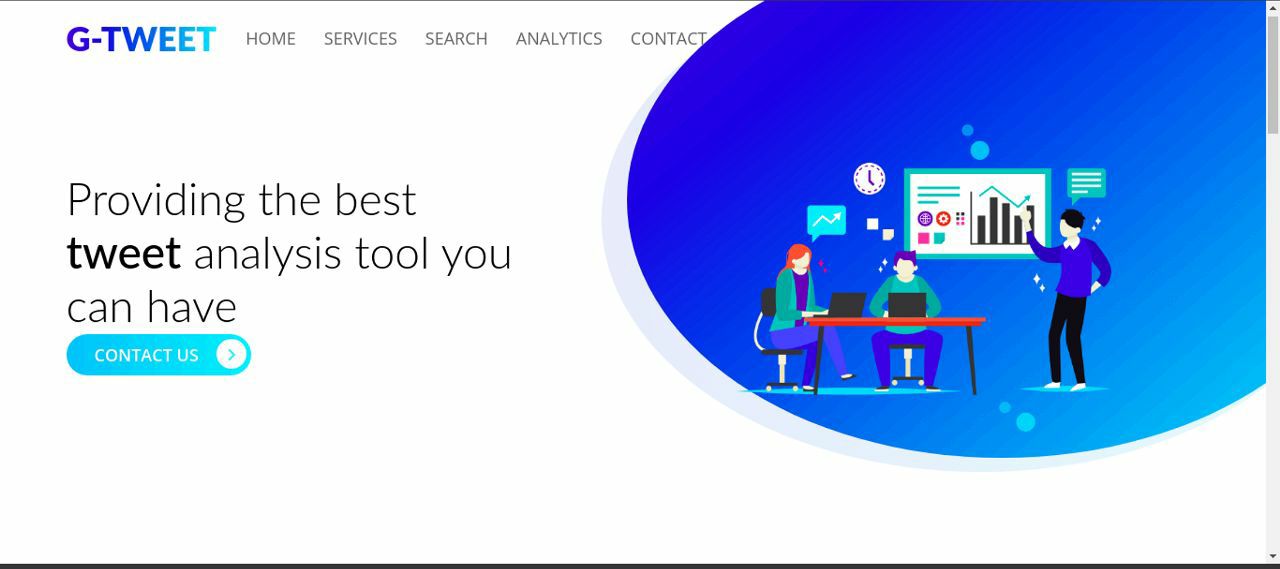 G-TWEET HOME SERVICES SEARCH ANALYTICS CONTACT
Providing the best
tweet analysis tool you
can have
CONTACT US